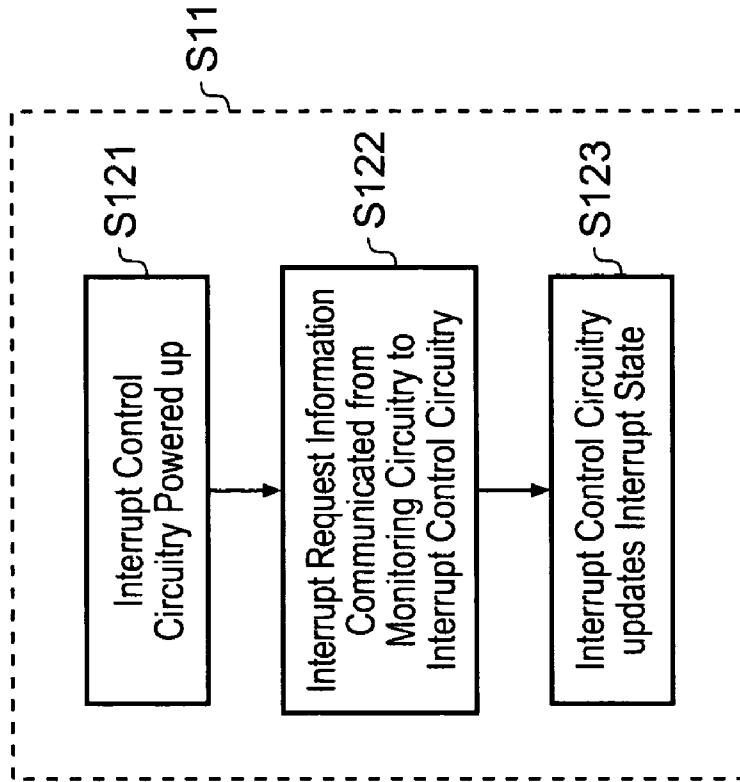 S11
S121
Interrupt Control
Circuitry Powered up
S122
Interrupt Request Information
Communicated from
Monitoring Circuitry to
Interrupt Control Circuitry
S123
Interrupt Control Circuitry
updates Interrupt State